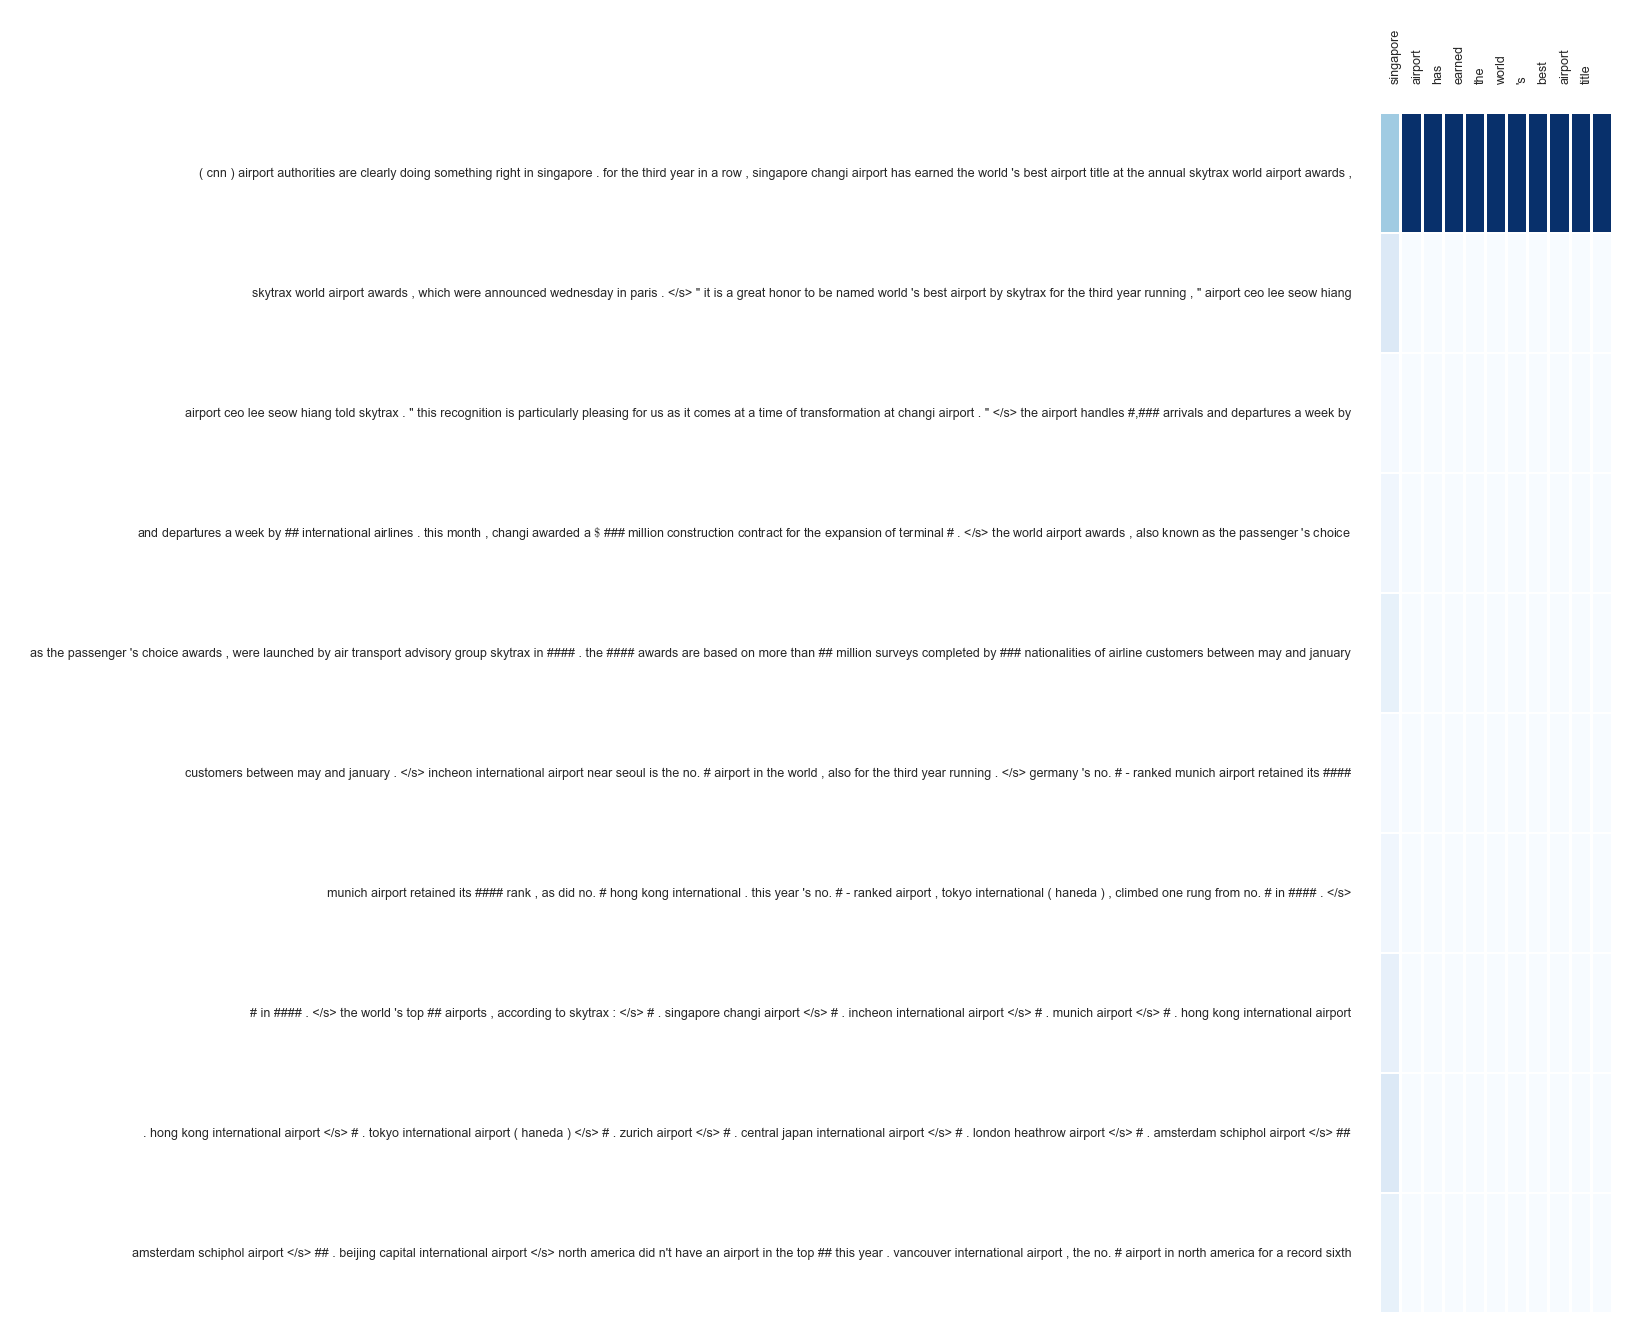 singapore
airport
has
earned
the
world
's
best
airport
title
( cnn ) airport authorities are clearly doing something right in singapore . for the third year in a row , singapore changi airport has earned the world 's best airport title at the annual skytrax world airport awards ,
skytrax world airport awards , which were announced wednesday in paris . </s> " it is a great honor to be named world 's best airport by skytrax for the third year running , " airport ceo lee seow hiang
airport ceo lee seow hiang told skytrax . " this recognition is particularly pleasing for us as it comes at a time of transformation at changi airport . " </s> the airport handles #,### arrivals and departures a week by
and departures a week by ## international airlines . this month , changi awarded a $ ### million construction contract for the expansion of terminal # . </s> the world airport awards , also known as the passenger 's choice
as the passenger 's choice awards , were launched by air transport advisory group skytrax in #### . the #### awards are based on more than ## million surveys completed by ### nationalities of airline customers between may and january
customers between may and january . </s> incheon international airport near seoul is the no. # airport in the world , also for the third year running . </s> germany 's no. # - ranked munich airport retained its ####
munich airport retained its #### rank , as did no. # hong kong international . this year 's no. # - ranked airport , tokyo international ( haneda ) , climbed one rung from no. # in #### . </s>
# in #### . </s> the world 's top ## airports , according to skytrax : </s> # . singapore changi airport </s> # . incheon international airport </s> # . munich airport </s> # . hong kong international airport
. hong kong international airport </s> # . tokyo international airport ( haneda ) </s> # . zurich airport </s> # . central japan international airport </s> # . london heathrow airport </s> # . amsterdam schiphol airport </s> ##
amsterdam schiphol airport </s> ## . beijing capital international airport </s> north america did n't have an airport in the top ## this year . vancouver international airport , the no. # airport in north america for a record sixth